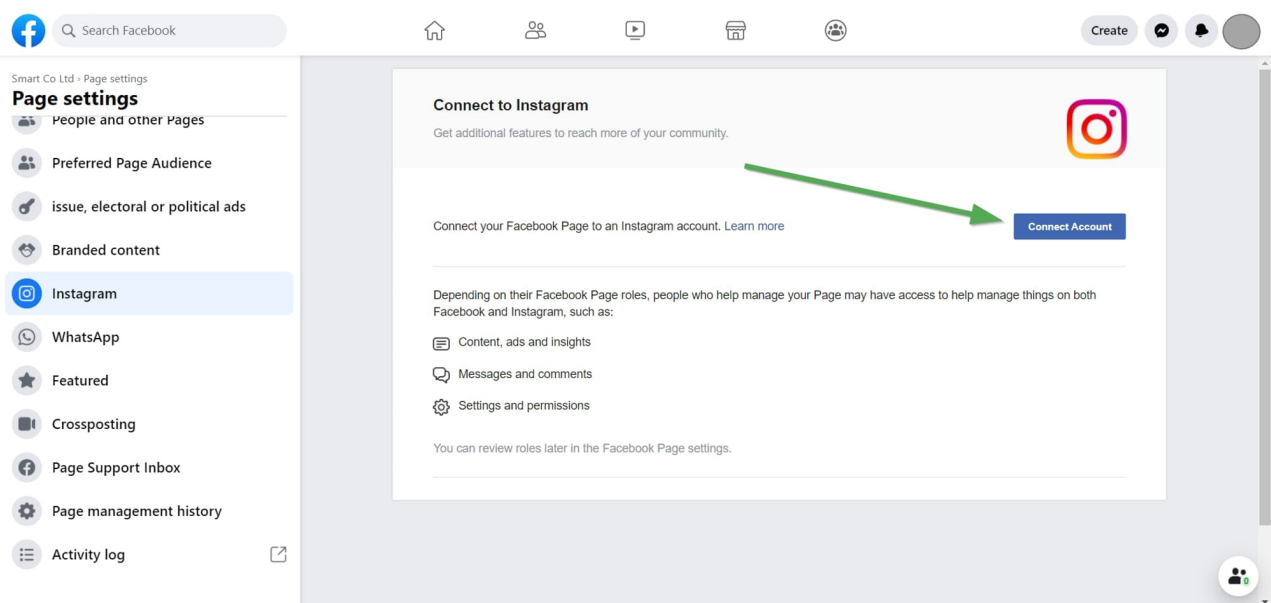 Search Facebook
Create
Smart Co Ltd › Page settings
Page settings
People and other Pages
Preferred Page Audience
issue, electoral or political ads
Branded content
Instagram
WhatsApp
Featured
Crossposting
Page Support Inbox
Page management history
Activity log
Connect to Instagram
Get additional features to reach more of your community.
Connect your Facebook Page to an Instagram account. Learn more
Connect Account
Depending on their Facebook Page roles, people who help manage your Page may have access to help manage things on both
Facebook and Instagram, such as:
Content, ads and insights
Messages and comments
Settings and permissions
You can review roles later in the Facebook Page settings.
0